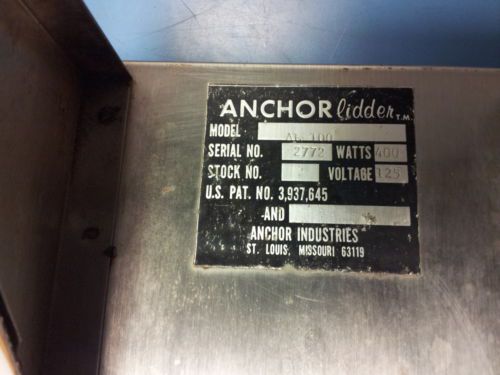 ANCHOR lidder T.M.
MODEL AL 100
SERIAL NO. 2772 WATTS 400
STOCK NO. VOLTAGE 125
U.S. PAT. NO. 3,937,645
AND
ANCHOR INDUSTRIES
ST. LOUIS, MISSOURI 63119